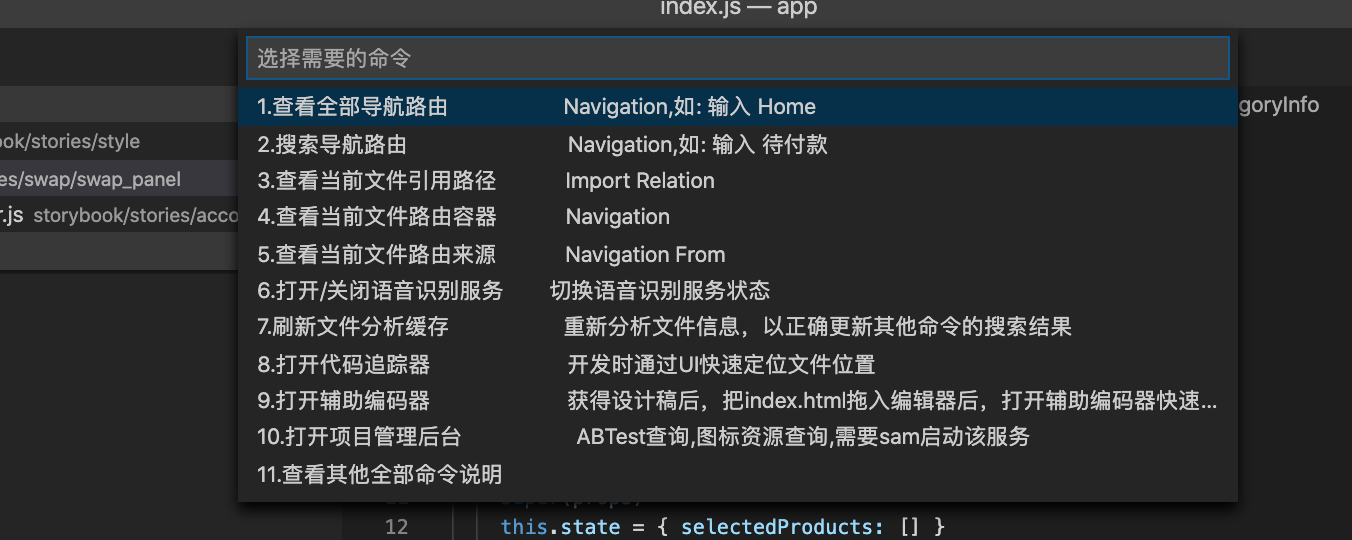 index.js — app
选择需要的命令
1.查看全部导航路由 Navigation,如: 输入 Home
goryInfo
2.搜索导航路由 Navigation,如: 输入 待付款
ook/stories/style
3.查看当前文件引用路径 Import Relation
es/swap/swap_panel
4.查看当前文件路由容器 Navigation
r.js storybook/stories/acco
5.查看当前文件路由来源 Navigation From
6.打开/关闭语音识别服务 切换语音识别服务状态
7.刷新文件分析缓存 重新分析文件信息，以正确更新其他命令的搜索结果
8.打开代码追踪器 开发时通过UI快速定位文件位置
9.打开辅助编码器 获得设计稿后，把index.html拖入编辑器后，打开辅助编码器快速...
10.打开项目管理后台 ABTest查询,图标资源查询,需要sam启动该服务
11.查看其他全部命令说明
12 this.state = { selectedProducts: [] }